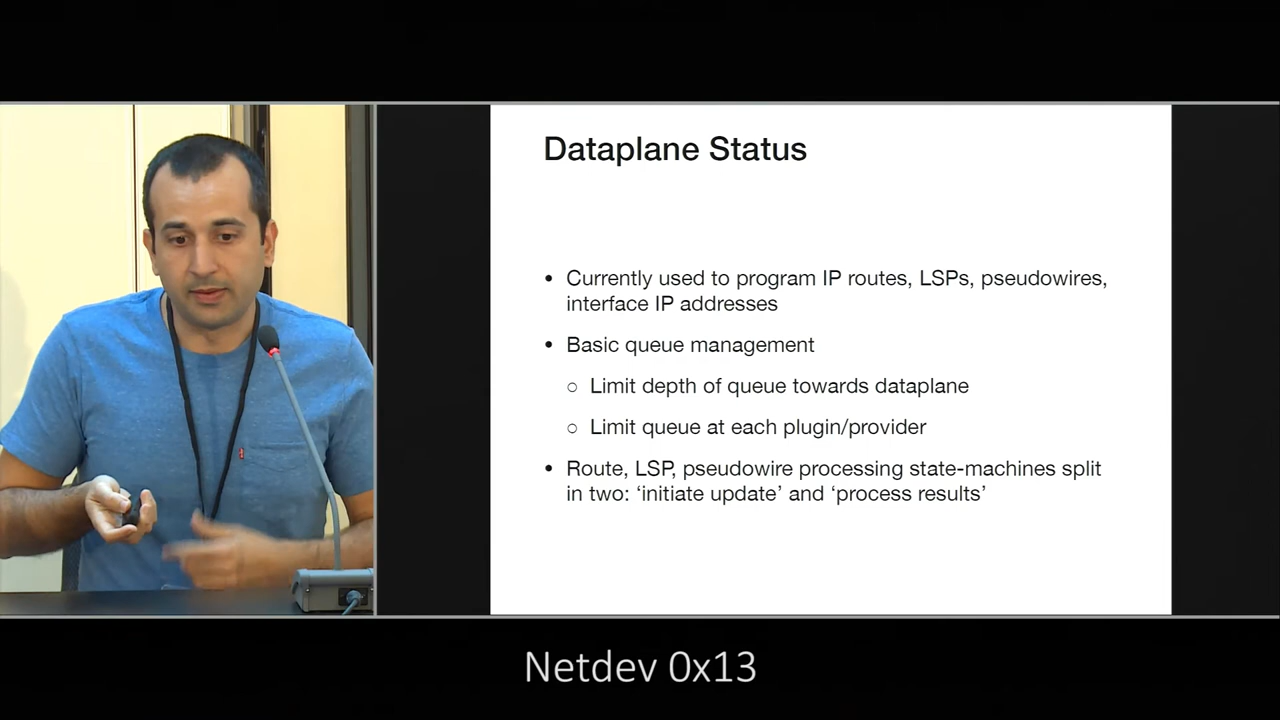 Dataplane Status
• Currently used to program IP routes, LSPs, pseudowires,
interface IP addresses
• Basic queue management
○ Limit depth of queue towards dataplane
○ Limit queue at each plugin/provider
• Route, LSP, pseudowire processing state-machines split
in two: ‘initiate update’ and ‘process results’
Netdev 0x13